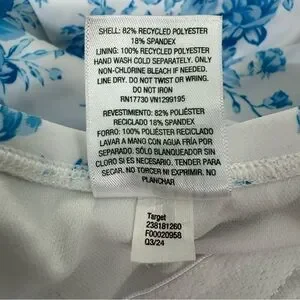 SHELL: 82% RECYCLED POLYESTER
18% SPANDEX
LINING: 100% RECYCLED POLYESTER
HAND WASH COLD SEPARATELY. ONLY
NON-CHLORINE BLEACH IF NEEDED.
LINE DRY. DO NOT TWIST OR WRING.
DO NOT IRON
RN17730 VN1299195
REVESTIMIENTO: 82% POLIÉSTER
RECICLADO 18% SPANDEX
FORRO: 100% POLIÉSTER RECICLADO
LAVAR A MANO CON AGUA FRÍA POR
SEPARADO. SÓLO BLANQUEADOR SIN
CLORO SI ES NECESARIO. TENDER PARA
SECAR. NO TORCER NI EXPRIMIR. NO
PLANCHAR
Target
238181260
F00020958
Q3/24